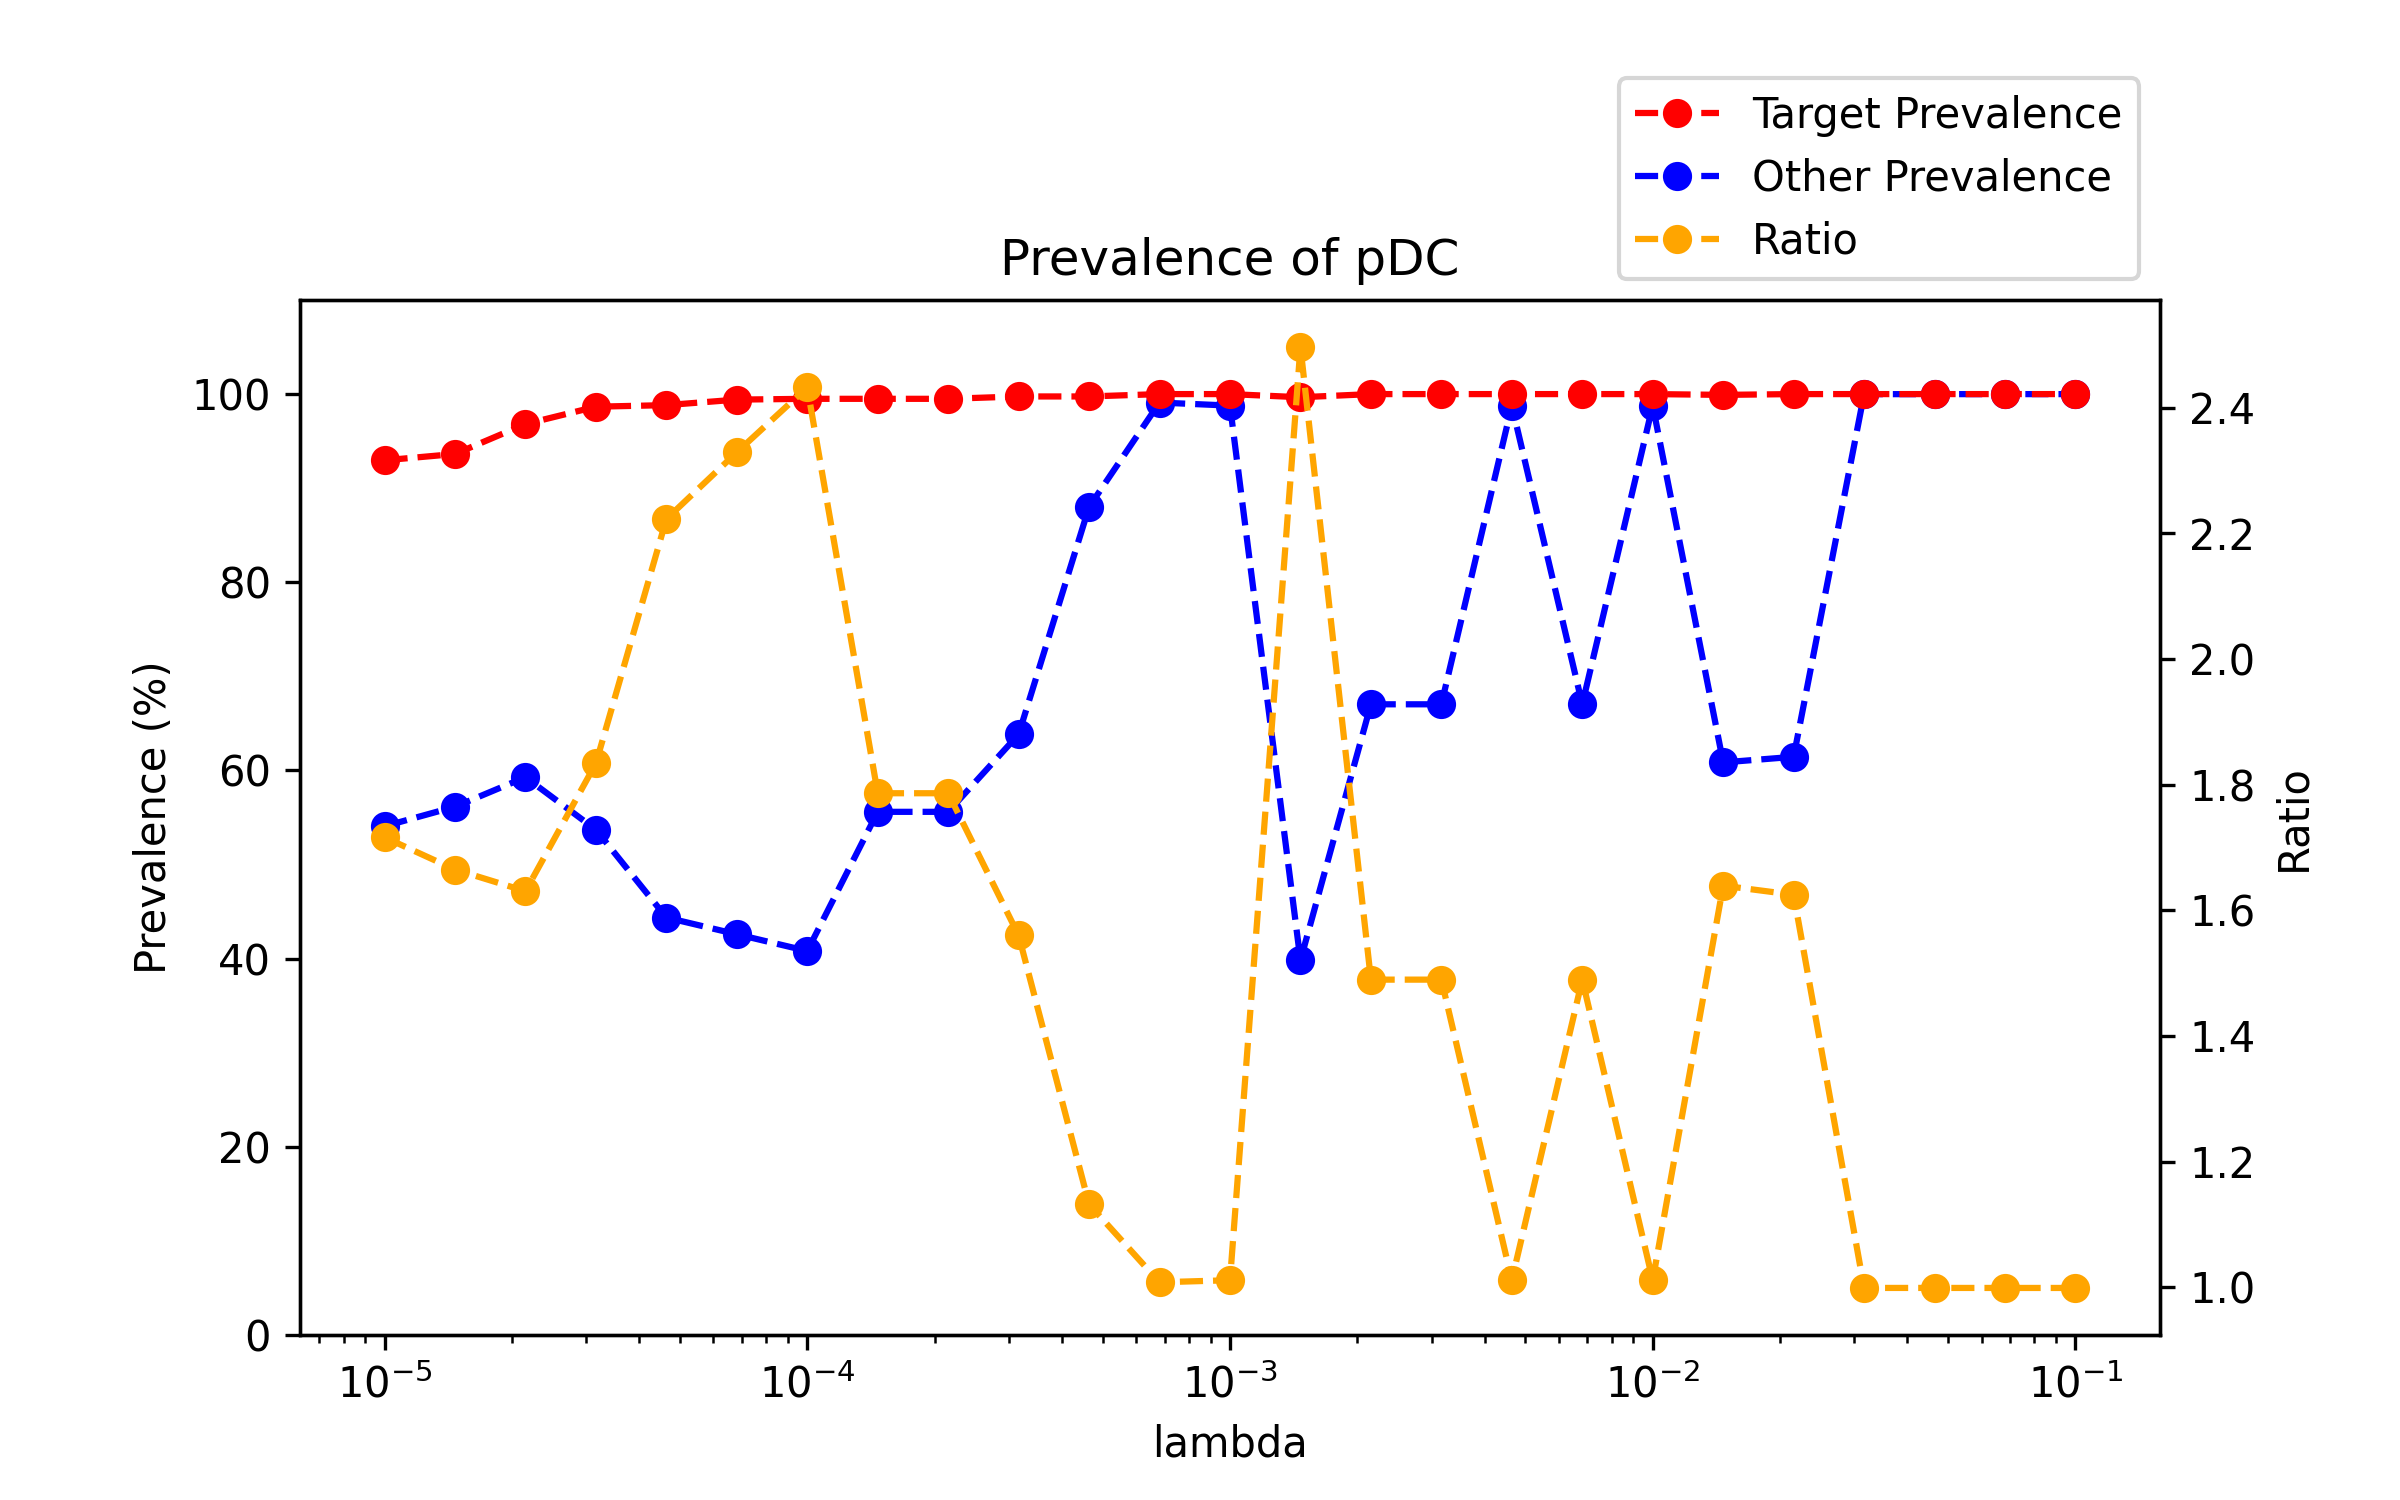 Target Prevalence
Other Prevalence
Ratio
Prevalence of pDC
100
80
60
40
20
0
Prevalence (%)
2.4
2.2
2.0
1.8
1.6
1.4
1.2
1.0
Ratio
10⁻⁵ 10⁻⁴ 10⁻³ 10⁻² 10⁻¹
lambda